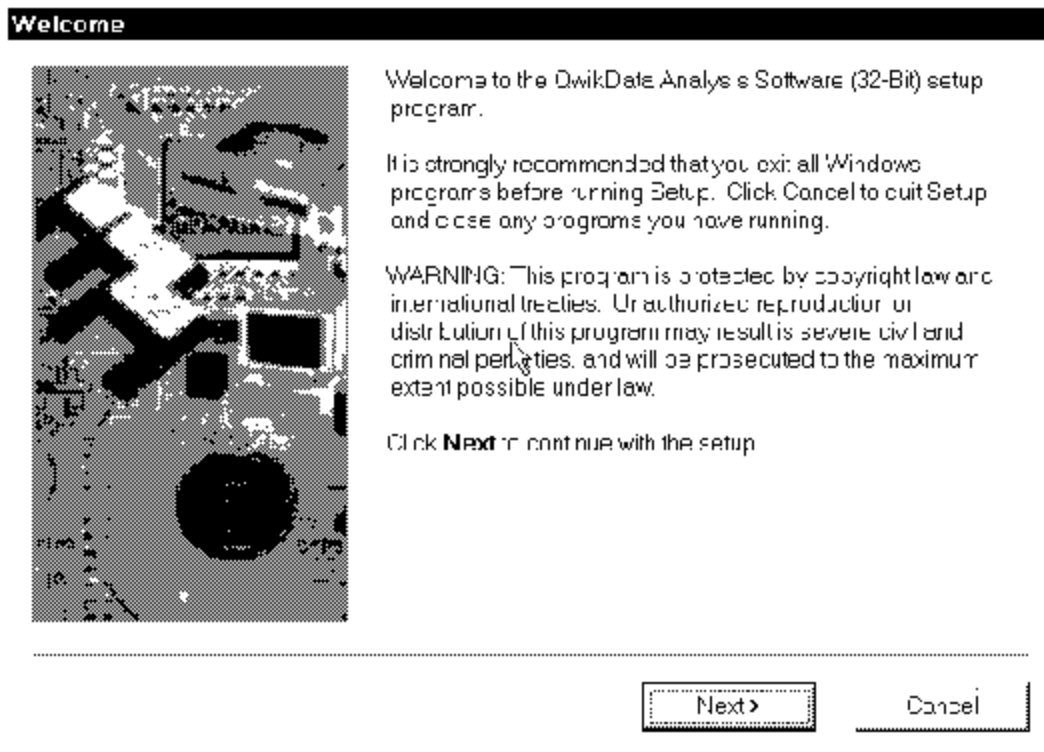 Welcome
Welcome to the QwikData Analysis Software (32-Bit) setup
program.
It is strongly recommended that you exit all Windows
programs before running Setup. Click Cancel to quit Setup
and close any programs you have running.
WARNING: This program is protected by copyright law and
international treaties. Unauthorized reproduction or
distribution of this program may result is severe civil and
criminal penalties, and will be prosecuted to the maximum
extent possible under law.
Click Next to continue with the setup
Next >
Cancel